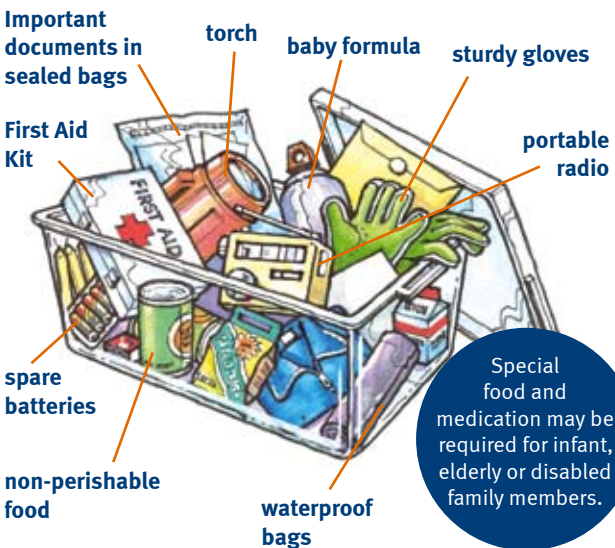 Important
documents in
sealed bags
torch
baby formula
sturdy gloves
First Aid
Kit
portable
radio
FIRST AID
spare
batteries
non-perishable
food
waterproof
bags
Special
food and
medication may be
required for infant,
elderly or disabled
family members.